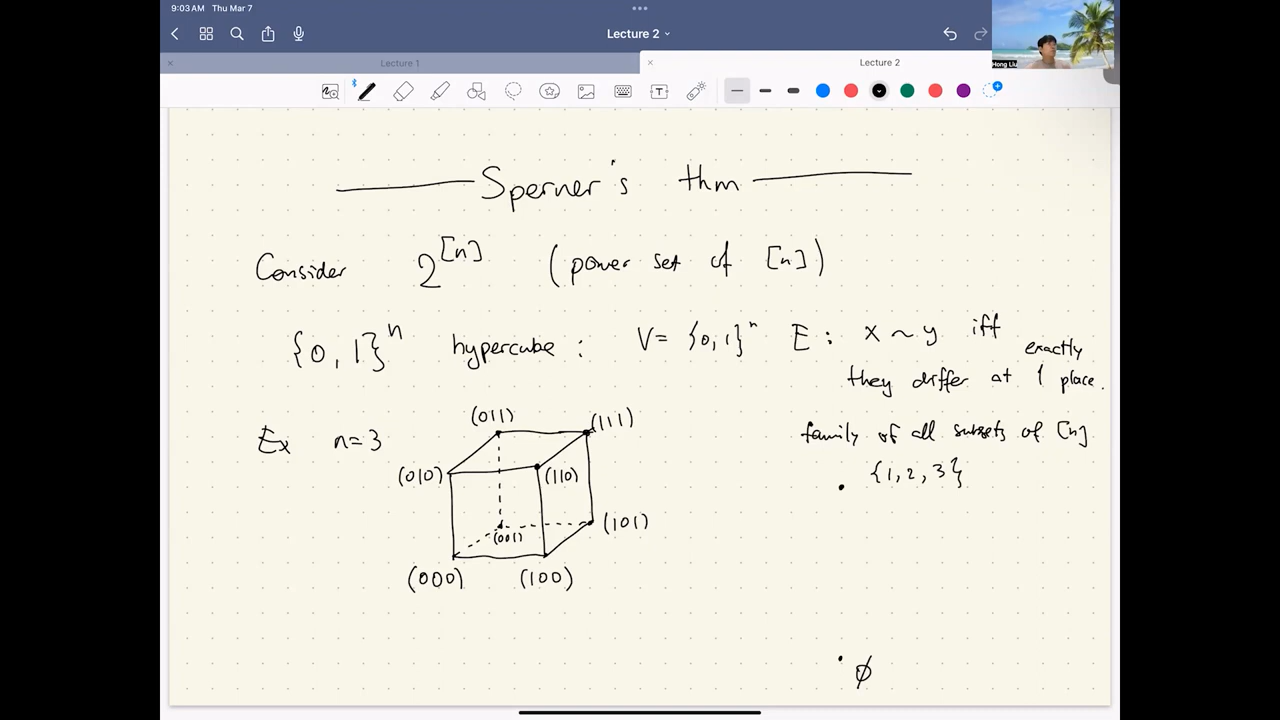 9:03 AM Thu Mar 7
Lecture 2
Hong Liu
Lecture 1
Lecture 2
Sperner's thm
Consider 2^[n] (power set of [n])
{0,1}^n hypercube: V = {0,1}^n E: x ~ y iff
exactly
they differ at 1 place.
Ex n=3
(011) (111)
(010) (110)
(001) (101)
(000) (100)
family of all subsets of [n]
{1,2,3}
∅